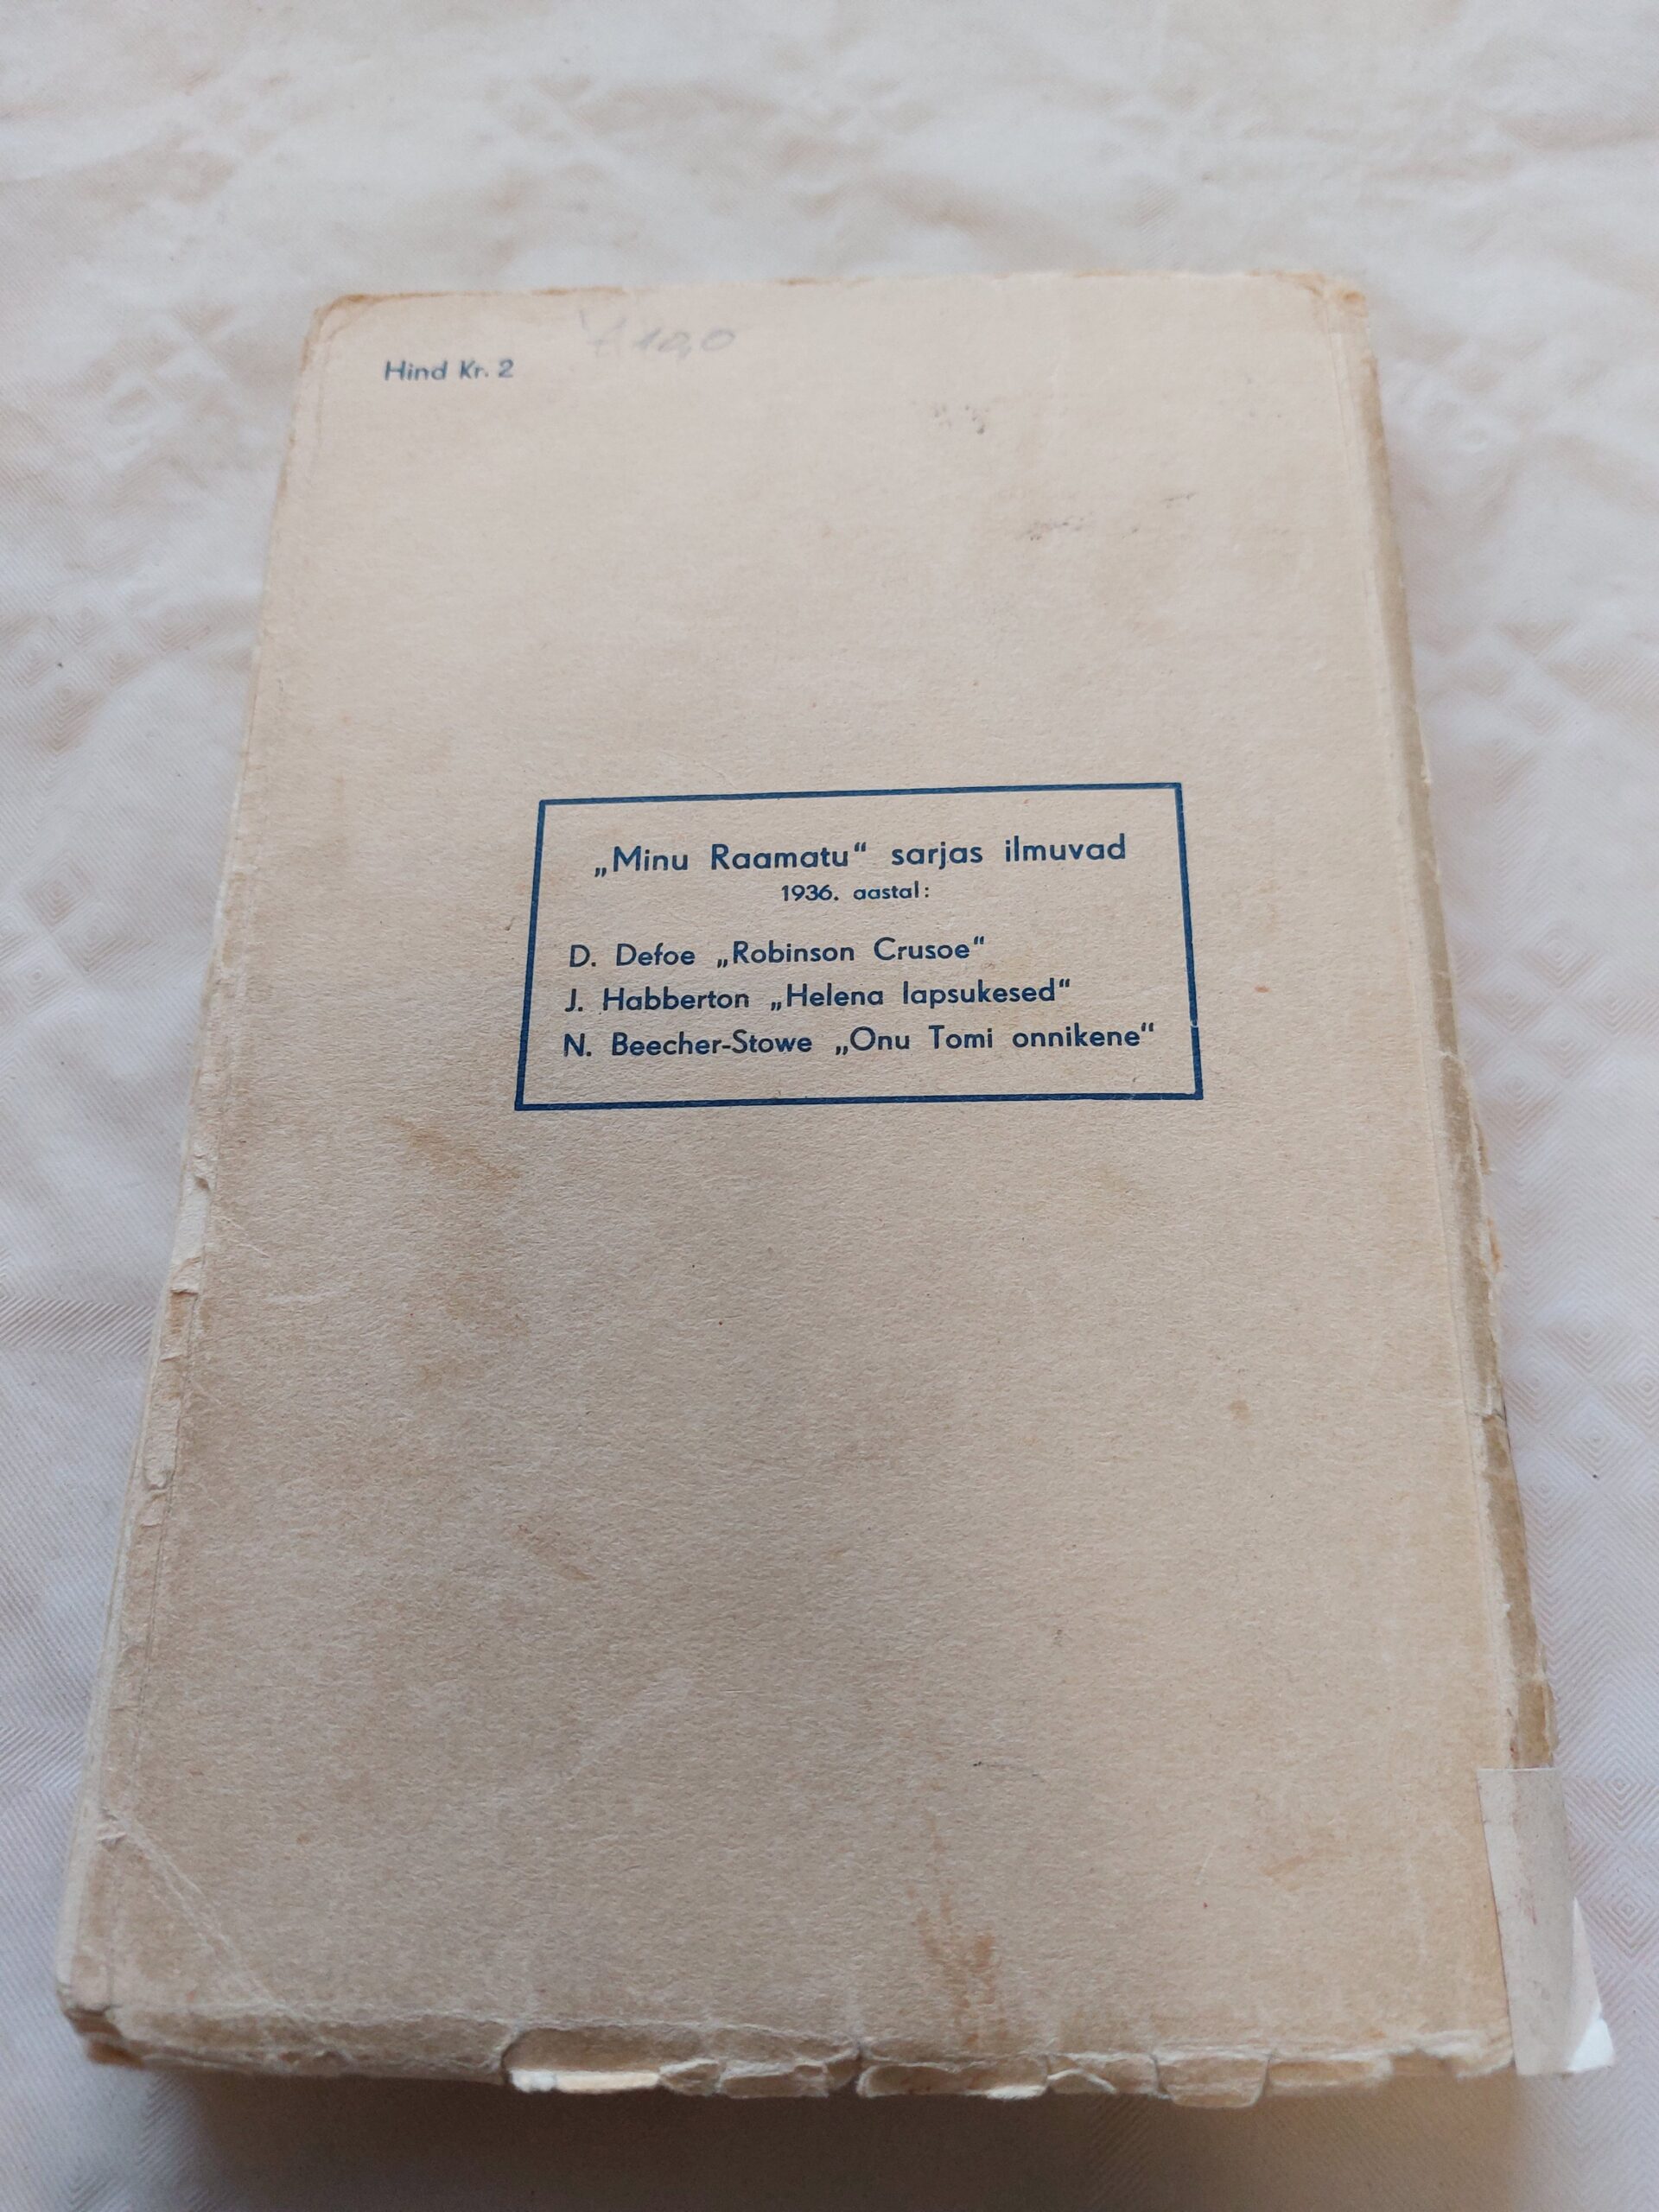 Hind Kr. 2
„Minu Raamatu“ sarjas ilmuvad
1936. aastal:
D. Defoe „Robinson Crusoe“
J. Habberton „Helena lapsukesed“
N. Beecher-Stowe „Onu Tomi onnikene“